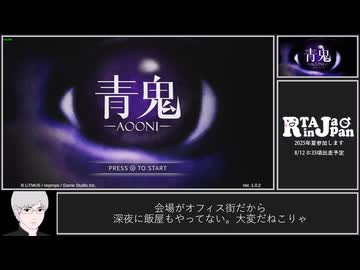 青鬼
—AOONI—
PRESS ⓧ TO START
© LiTMUS / noprops / Game Studio Inc.
ver. 1.0.2
青鬼
—AOONI—
RTA in Japan
2025年夏参加します
8/12 0:35頃出走予定
会場がオフィス街だから
深夜に飯屋もやってない。大変だねこりゃ